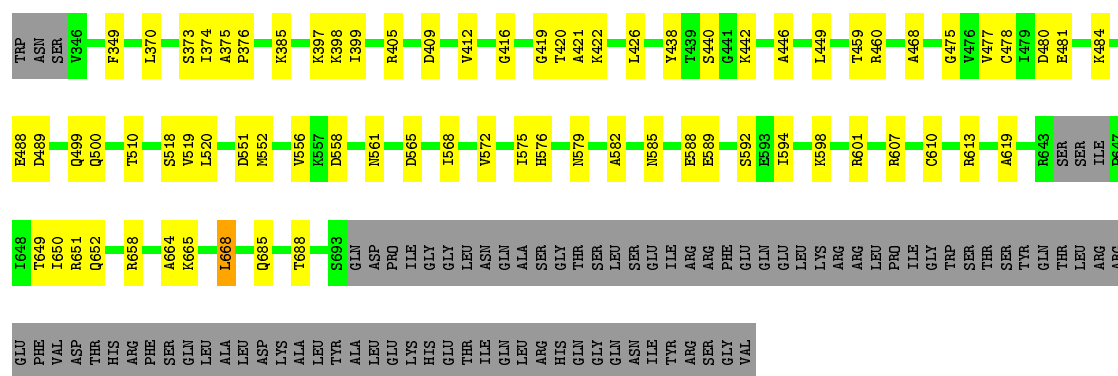 TRP ASN SER V346 F349 L370 S373 I374 A375 P376 K385 K397 K398 I399 R405 D409 V412 G416 G419 T420 A421 K422 L426 Y438 T439 S440 G441 K442 A446 L449 T459 R460 A468 G475 V476 V477 C478 I479 D480 E481 K484
E488 D489 Q499 Q500 T510 S518 V519 L520 D551 M552 V556 K557 D558 N561 D565 I568 V572 I575 H576 N579 A582 N585 E588 E589 S592 E593 I594 K598 R601 R607 C610 R613 A619 R643 SER SER ILE
I648 T649 I650 R651 Q652 R658 A664 K665 L668 Q685 T688 S693 GLN ASP PRO ILE GLY GLY LEU ASN GLN ALA SER GLY THR SER LEU SER GLU ILE ARG ARG PHE GLU GLN GLU LEU LYS ARG ARG LEU PRO ILE GLY TRP SER THR SER TYR GLN THR LEU ARG ARG
GLU PHE VAL ASP THR HIS ARG PHE SER GLN LEU ALA LEU ASP LYS ALA LEU TYR ALA LEU GLU LYS HIS GLU THR ILE GLN LEU ARG HIS GLN GLY GLN ASN ILE TYR ARG SER GLY VAL